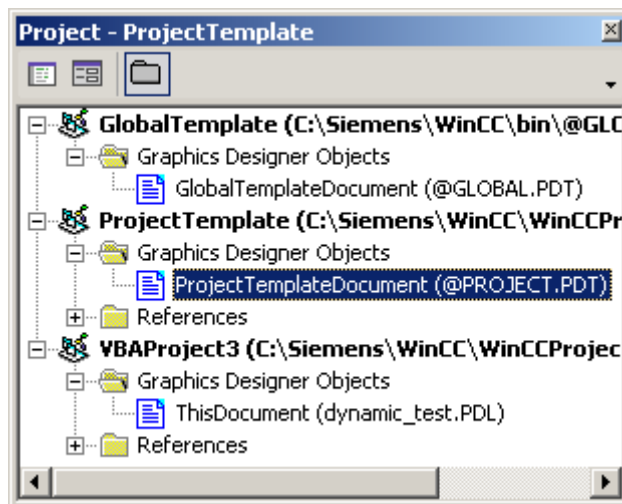 Project - ProjectTemplate
GlobalTemplate (C:\Siemens\WinCC\bin\@GLC
Graphics Designer Objects
GlobalTemplateDocument (@GLOBAL.PDT)
ProjectTemplate (C:\Siemens\WinCC\WinCCPr
Graphics Designer Objects
ProjectTemplateDocument (@PROJECT.PDT)
References
VBAProject3 (C:\Siemens\WinCC\WinCCProjec
Graphics Designer Objects
ThisDocument (dynamic_test.PDL)
References